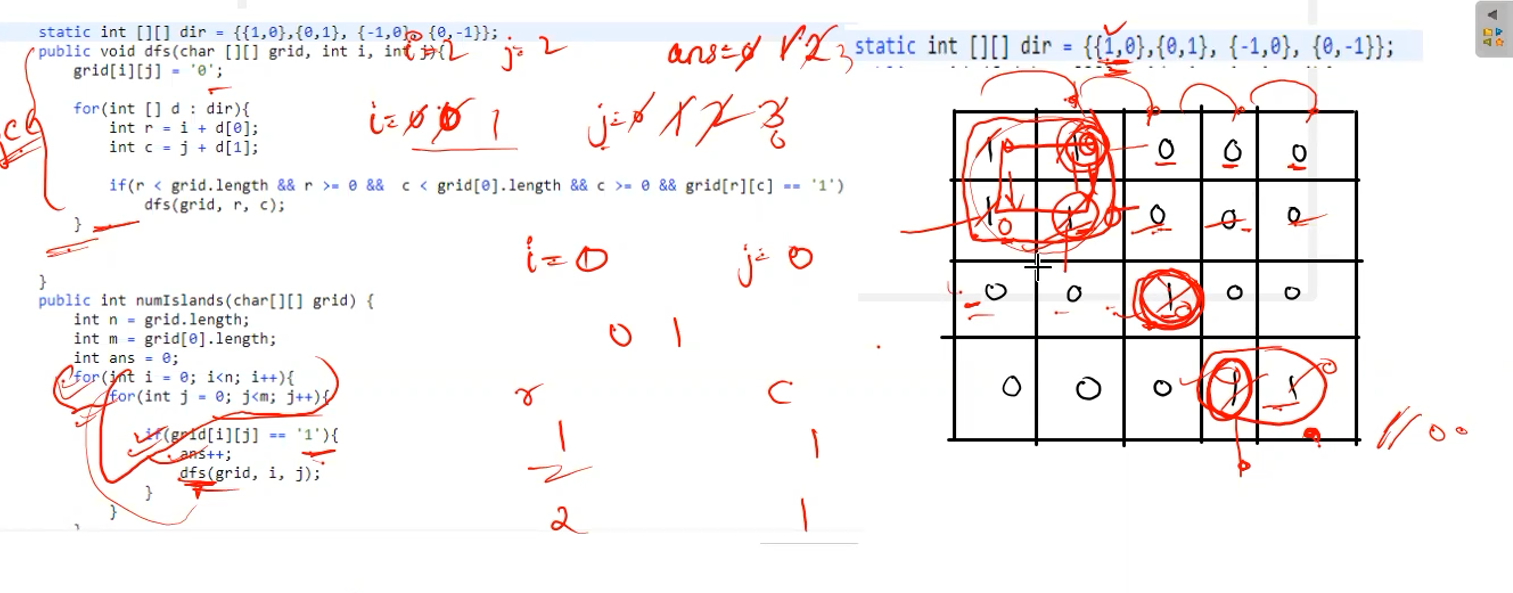 static int [][] dir = {{1,0},{0,1}, {-1,0}, {0,-1}};
public void dfs(char [][] grid, int i, int j){
i=2 j=2
ans=0 1 2 3
static int [][] dir = {{1,0},{0,1}, {-1,0}, {0,-1}};
grid[i][j] = '0';
for(int [] d : dir){
int r = i + d[0];
int c = j + d[1];
i=0 0 1 j=0 1 2 3
0
if(r < grid.length && r >= 0 && c < grid[0].length && c >= 0 && grid[r][c] == '1')
dfs(grid, r, c);
}
}
i=0 j=0
public int numIslands(char[][] grid) {
int n = grid.length;
int m = grid[0].length;
int ans = 0;
for(int i = 0; i<n; i++){
for(int j = 0; j<m; j++){
if(grid[i][j] == '1'){
ans++;
dfs(grid, i, j);
}
}
0 1
r c
1 1
2 1
1 1 0 0 0
1 1 0 0 0
0 0 1 0 0
0 0 0 1 1